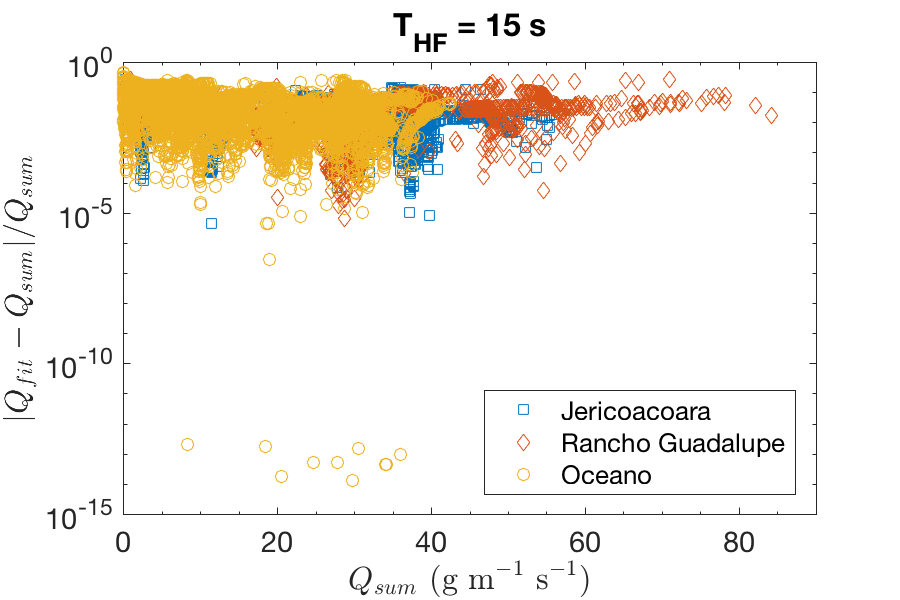 T_HF = 15 s
10^0
10^-5
10^-10
10^-15
|Q_fit − Q_sum|/Q_sum
0 20 40 60 80
Q_sum (g m^−1 s^−1)
Jericoacoara
Rancho Guadalupe
Oceano